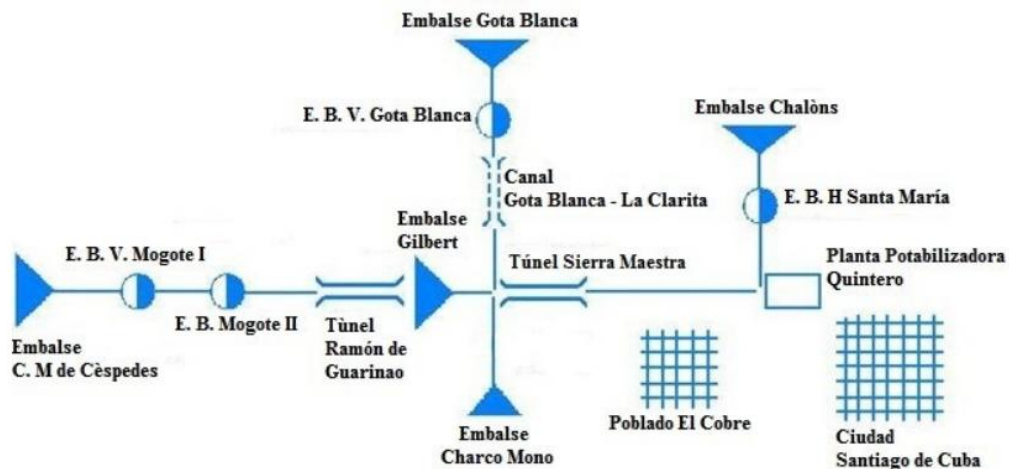 Embalse Gota Blanca
E. B. V. Gota Blanca
Embalse Chalòns
Canal
Gota Blanca - La Clarita
E. B. H Santa María
Embalse
Gilbert
E. B. V. Mogote I
Túnel Sierra Maestra
Planta Potabilizadora
Quintero
E. B. Mogote II
Tùnel
Ramón de
Guarinao
Embalse
C. M de Cèspedes
Poblado El Cobre
Embalse
Charco Mono
Ciudad
Santiago de Cuba